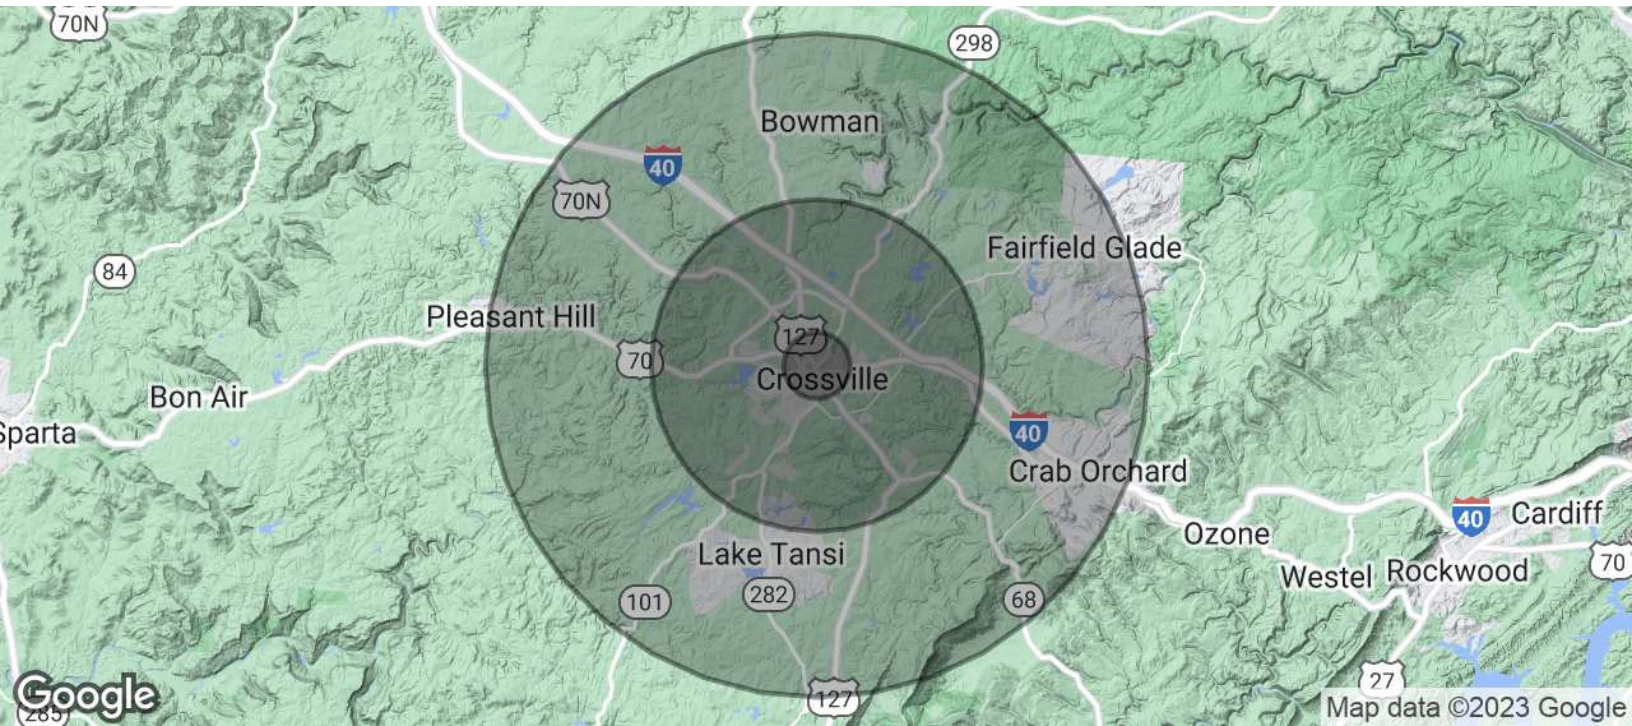 70N
298
Bowman
40
70N
Fairfield Glade
84
Pleasant Hill
127
70
Crossville
Bon Air
Sparta
40
Crab Orchard
40
Cardiff
Ozone
Lake Tansi
70
Westel
Rockwood
282
101
68
27
Google
127
285
Map data ©2023 Google